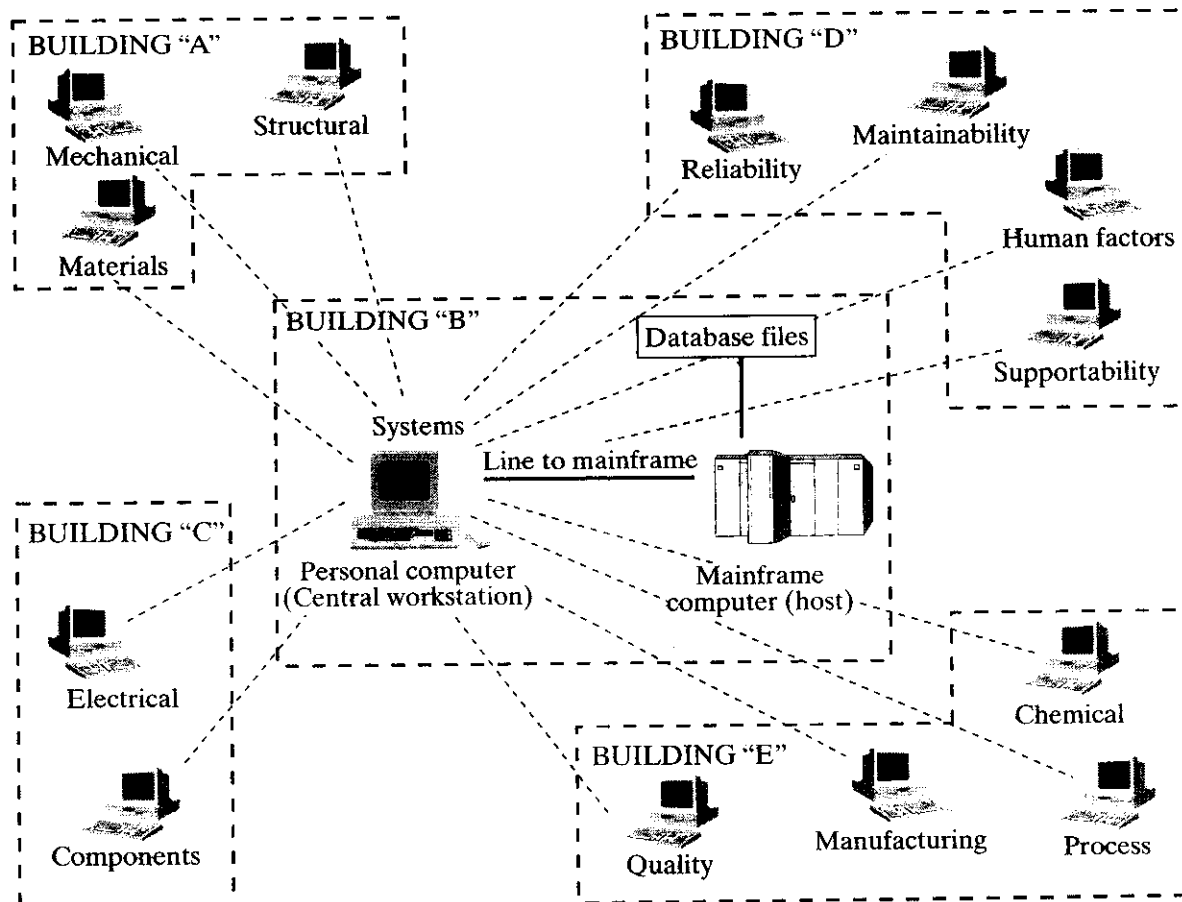 BUILDING “A”
Structural
Mechanical
Materials
BUILDING “D”
Maintainability
Reliability
Human factors
Supportability
BUILDING “B”
Database files
Systems
Line to mainframe
Personal computer
(Central workstation)
Mainframe
computer (host)
BUILDING “C”
Electrical
Components
BUILDING “E”
Chemical
Manufacturing
Process
Quality